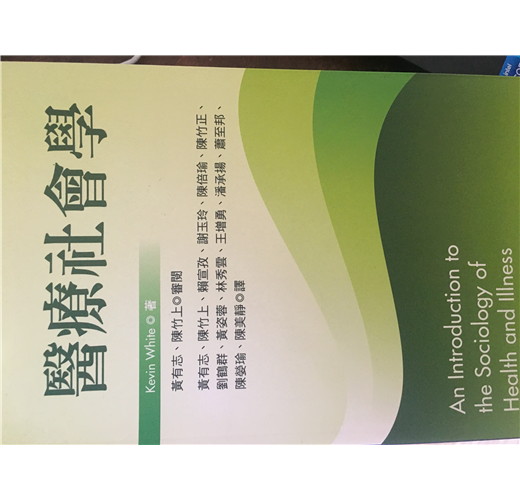 醫療社會學
Kevin White◎著
黃有志、陳竹上◎審閱
黃有志、陳竹上、賴宣孜、謝玉玲、陳倍瑜、陳竹正、
劉鶴群、黃姿蓉、林秀雲、王增勇、潘承揚、蕭至邦、
陳嫈瑜、陳美靜◎譯
An Introduction to
the Sociology of
Health and Illness